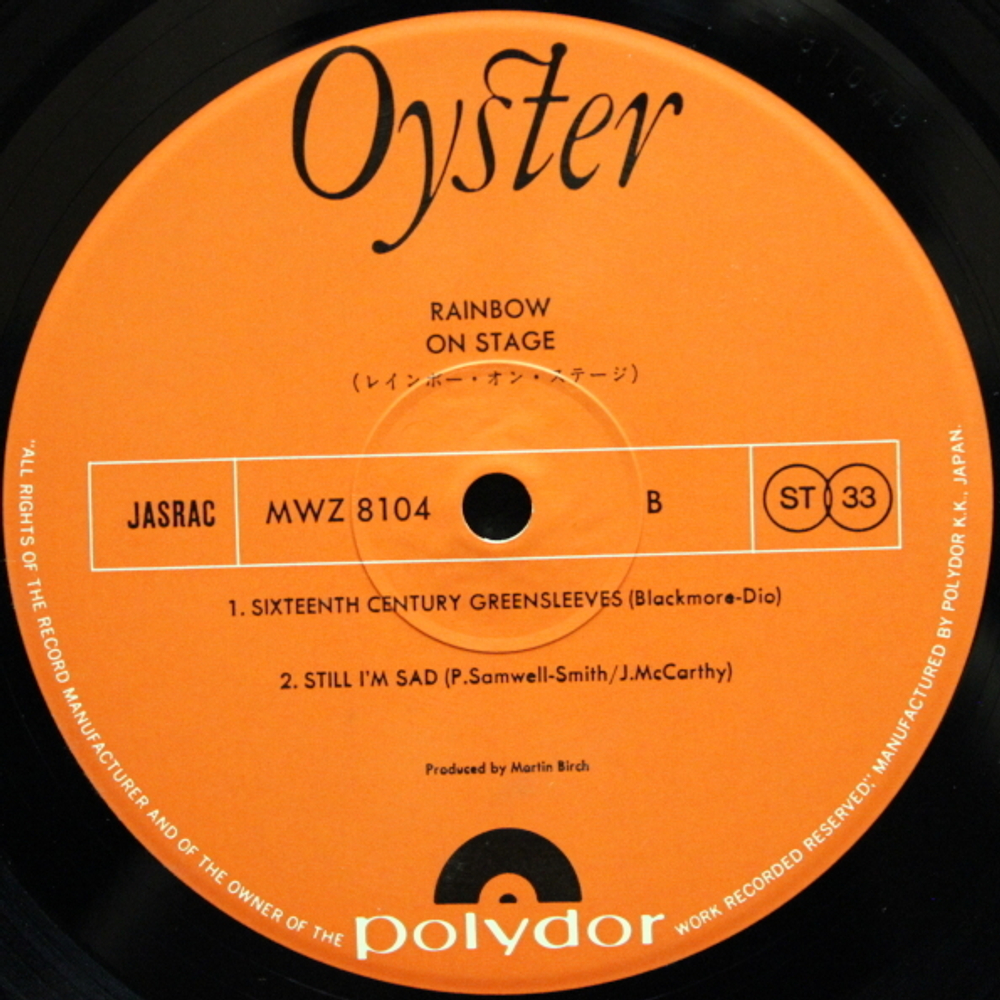 Oyster
RAINBOW
ON STAGE
(レインボー・オン・ステージ)
JASRAC MWZ 8104 B ST 33
1. SIXTEENTH CENTURY GREENSLEEVES (Blackmore-Dio)
2. STILL I'M SAD (P.Samwell-Smith/J.McCarthy)
Produced by Martin Birch
polydor
"ALL RIGHTS OF THE RECORD MANUFACTURER AND OF THE OWNER OF THE WORK RECORDED RESERVED," MANUFACTURED BY POLYDOR K.K., JAPAN.